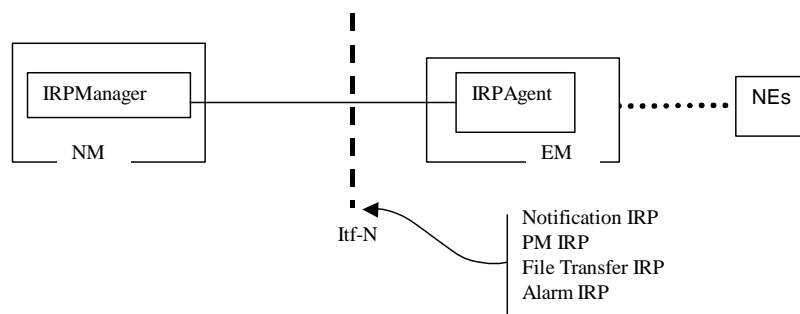 IRPManager
IRPAgent
NEs
NM
EM
Itf-N
Notification IRP
PM IRP
File Transfer IRP
Alarm IRP